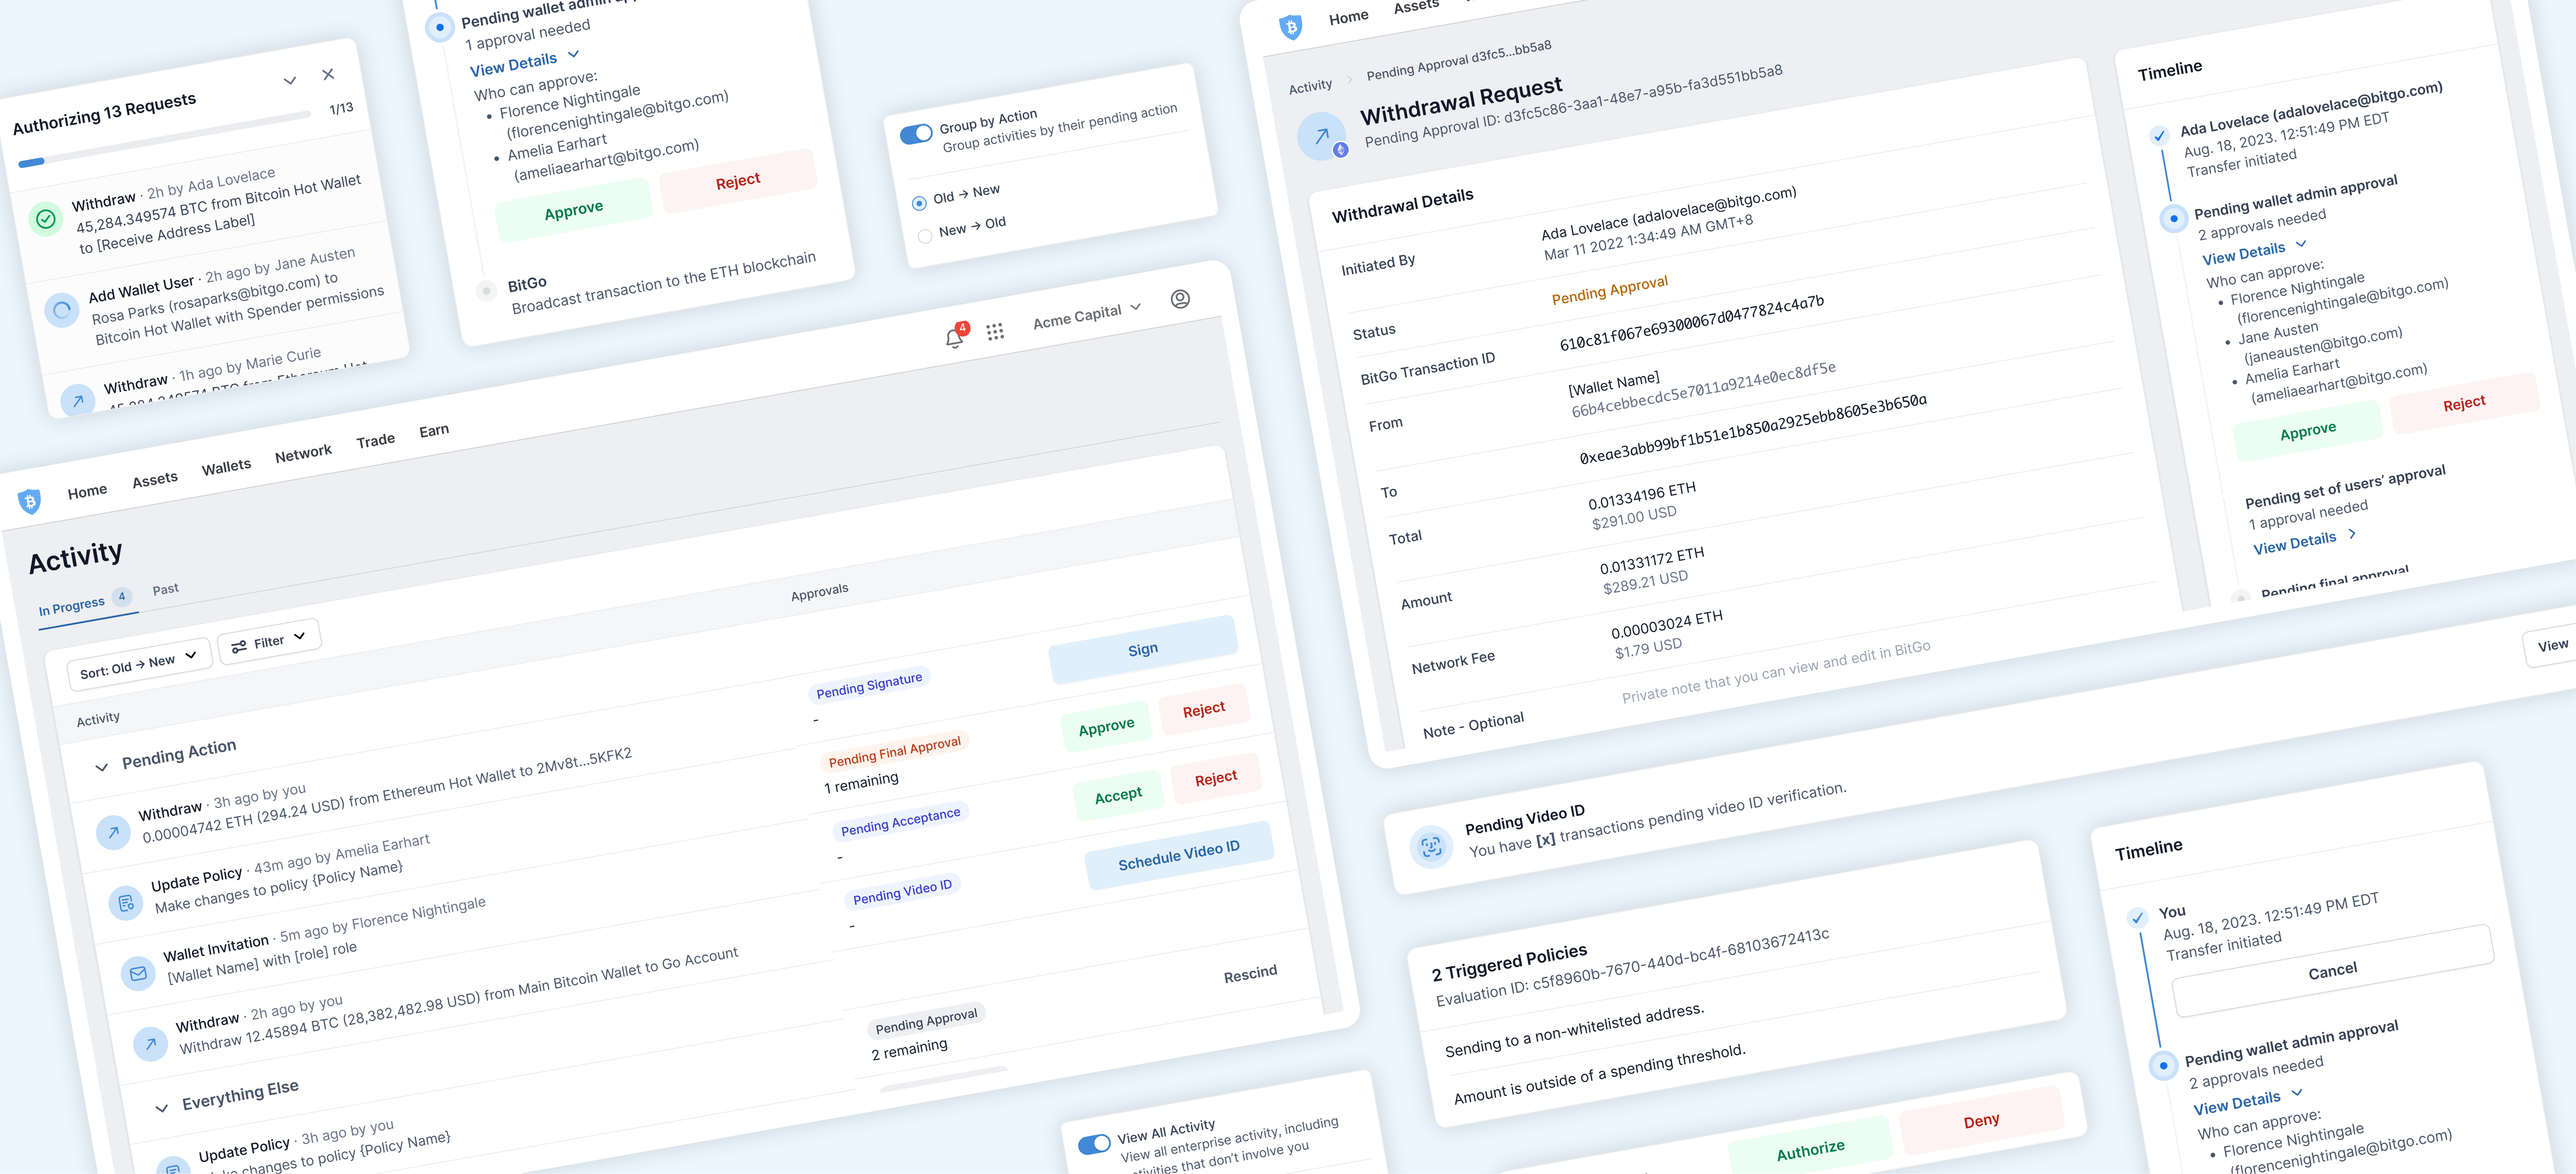 Authorizing 13 Requests
1/13
Withdraw · 2h by Ada Lovelace
45,284.349574 BTC from Bitcoin Hot Wallet
to [Receive Address Label]
Add Wallet User · 2h ago by Jane Austen
Rosa Parks (rosaparks@bitgo.com) to
Bitcoin Hot Wallet with Spender permissions
Withdraw · 1h ago by Marie Curie
45,284.349574 BTC from Ethereum Hot
Pending wallet admin
1 approval needed
View Details
Who can approve:
• Florence Nightingale
(florencenightingale@bitgo.com)
• Amelia Earhart
(ameliaearhart@bitgo.com)
Approve
Reject
BitGo
Broadcast transaction to the ETH blockchain
Group by Action
Group activities by their pending action
Old → New
New → Old
4
Acme Capital
Home
Assets
Wallets
Network
Trade
Earn
Activity
In Progress 4
Past
Sort: Old → New
Filter
Activity
Approvals
Pending Action
Withdraw · 3h ago by you
0.00004742 ETH (294.24 USD) from Ethereum Hot Wallet to 2Mv8t...5KFK2
Pending Signature
-
Sign
Update Policy · 43m ago by Amelia Earhart
Make changes to policy {Policy Name}
Pending Final Approval
1 remaining
Approve
Reject
Wallet Invitation · 5m ago by Florence Nightingale
[Wallet Name] with [role] role
Pending Acceptance
-
Accept
Reject
Withdraw · 2h ago by you
Withdraw 12.45894 BTC (28,382,482.98 USD) from Main Bitcoin Wallet to Go Account
Pending Video ID
-
Schedule Video ID
Everything Else
Update Policy · 3h ago by you
changes to policy {Policy Name}
Pending Approval
2 remaining
Rescind
View All Activity
View all enterprise activity, including
activities that don't involve you
Home
Assets
Activity
Pending Approval d3fc5...bb5a8
Withdrawal Request
Pending Approval ID: d3fc5c86-3aa1-48e7-a95b-fa3d551bb5a8
Withdrawal Details
Initiated By
Ada Lovelace (adalovelace@bitgo.com)
Mar 11 2022 1:34:49 AM GMT+8
Status
Pending Approval
BitGo Transaction ID
610c81f067e69300067d0477824c4a7b
From
[Wallet Name]
66b4cebbecdc5e7011a9214e0ec8df5e
To
0xeae3abb99bf1b51e1b850a2925ebb8605e3b650a
Total
0.01334196 ETH
$291.00 USD
Amount
0.01331172 ETH
$289.21 USD
Network Fee
0.00003024 ETH
$1.79 USD
Note - Optional
Private note that you can view and edit in BitGo
Timeline
Ada Lovelace (adalovelace@bitgo.com)
Aug. 18, 2023. 12:51:49 PM EDT
Transfer initiated
Pending wallet admin approval
2 approvals needed
View Details
Who can approve:
• Florence Nightingale
(florencenightingale@bitgo.com)
• Jane Austen
(janeausten@bitgo.com)
• Amelia Earhart
(ameliaearhart@bitgo.com)
Approve
Reject
Pending set of users' approval
1 approval needed
View Details
Pending final approval
Pending Video ID
You have [x] transactions pending video ID verification.
View
2 Triggered Policies
Evaluation ID: c5f8960b-7670-440d-bc4f-68103672413c
Sending to a non-whitelisted address.
Amount is outside of a spending threshold.
Authorize
Deny
Timeline
You
Aug. 18, 2023. 12:51:49 PM EDT
Transfer initiated
Cancel
Pending wallet admin approval
2 approvals needed
View Details
Who can approve:
• Florence Nightingale
(florencenightingale@bitgo.com)